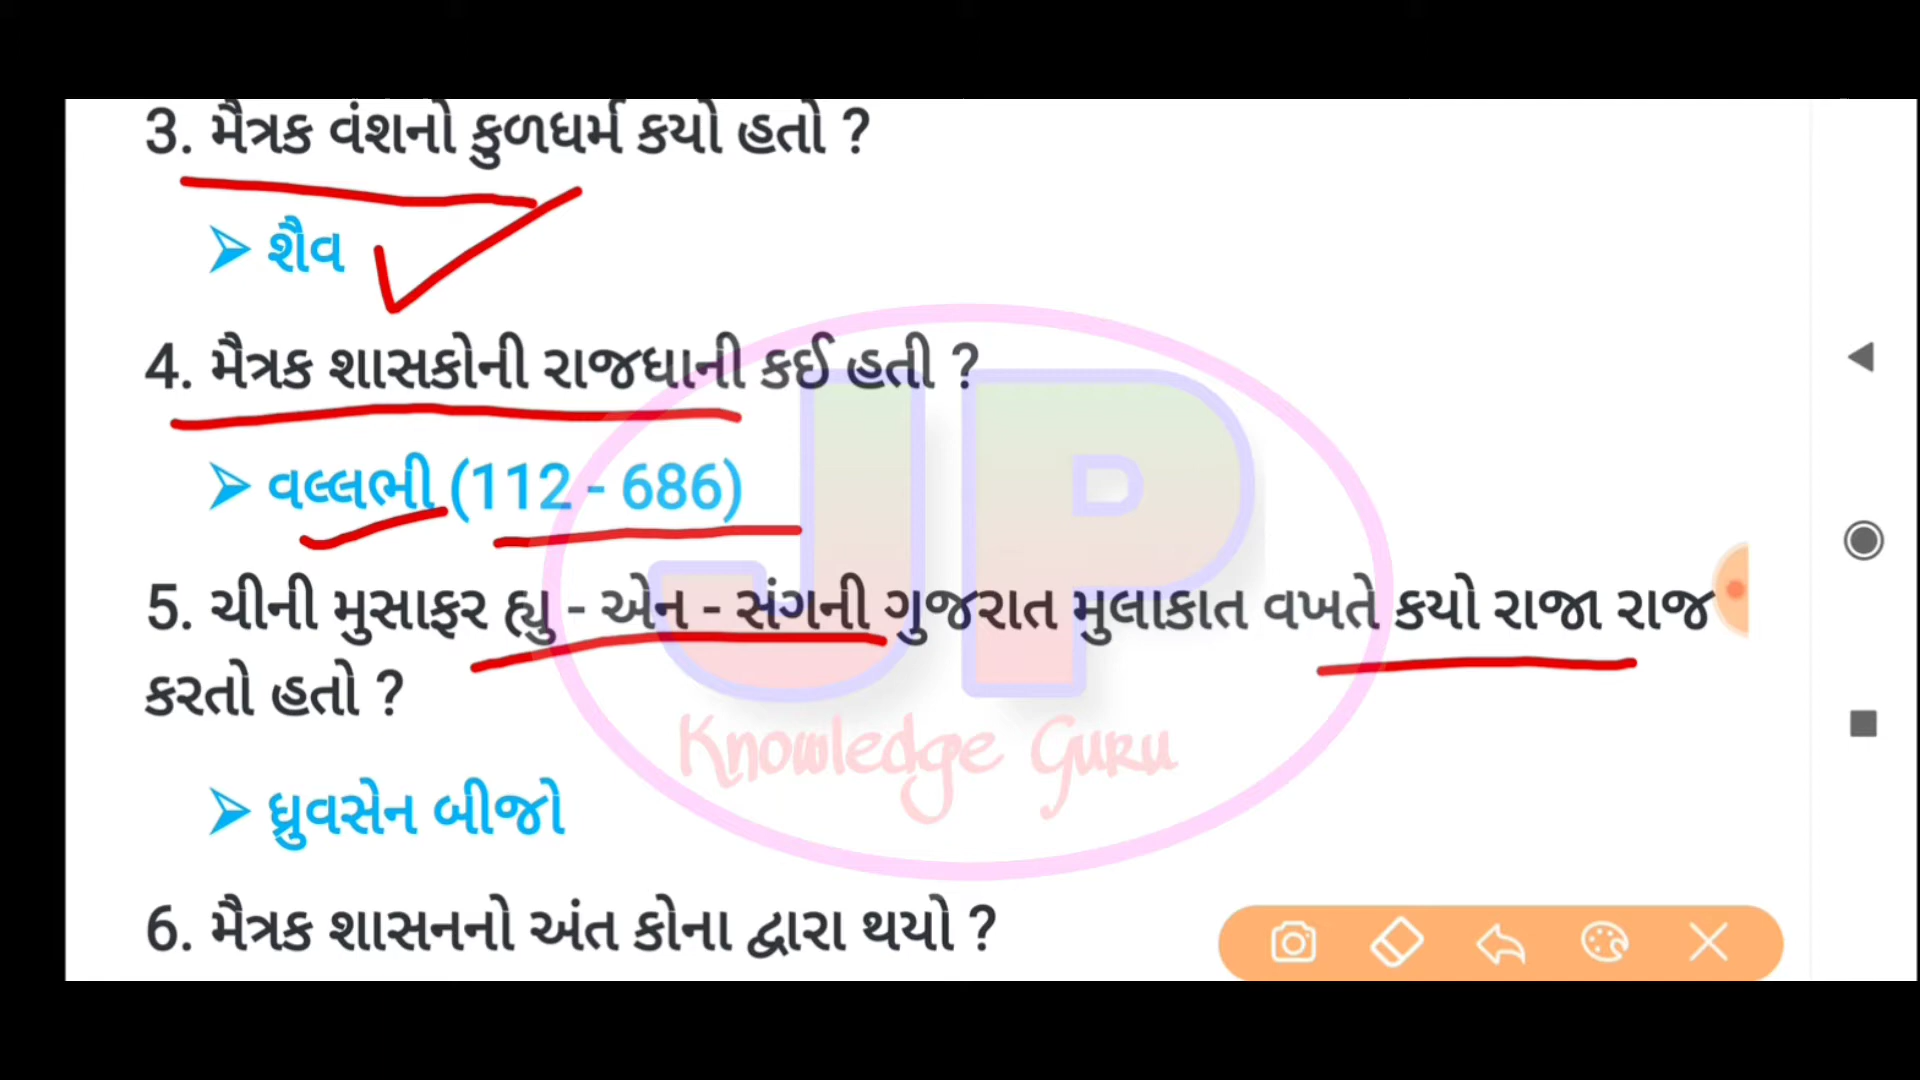 3. મૈત્રક વંશનો કુળધર્મ કયો હતો ?
➢ શૈવ
4. મૈત્રક શાસકોની રાજધાની કઈ હતી ?
➢ વલ્લભી (112 - 686)
5. ચીની મુસાફર હ્યુ - એન - સંગની ગુજરાત મુલાકાત વખતે કયો રાજા રાજ
કરતો હતો ?
➢ ધ્રુવસેન બીજો
6. મૈત્રક શાસનનો અંત કોના દ્વારા થયો ?
JP
Knowledge Guru